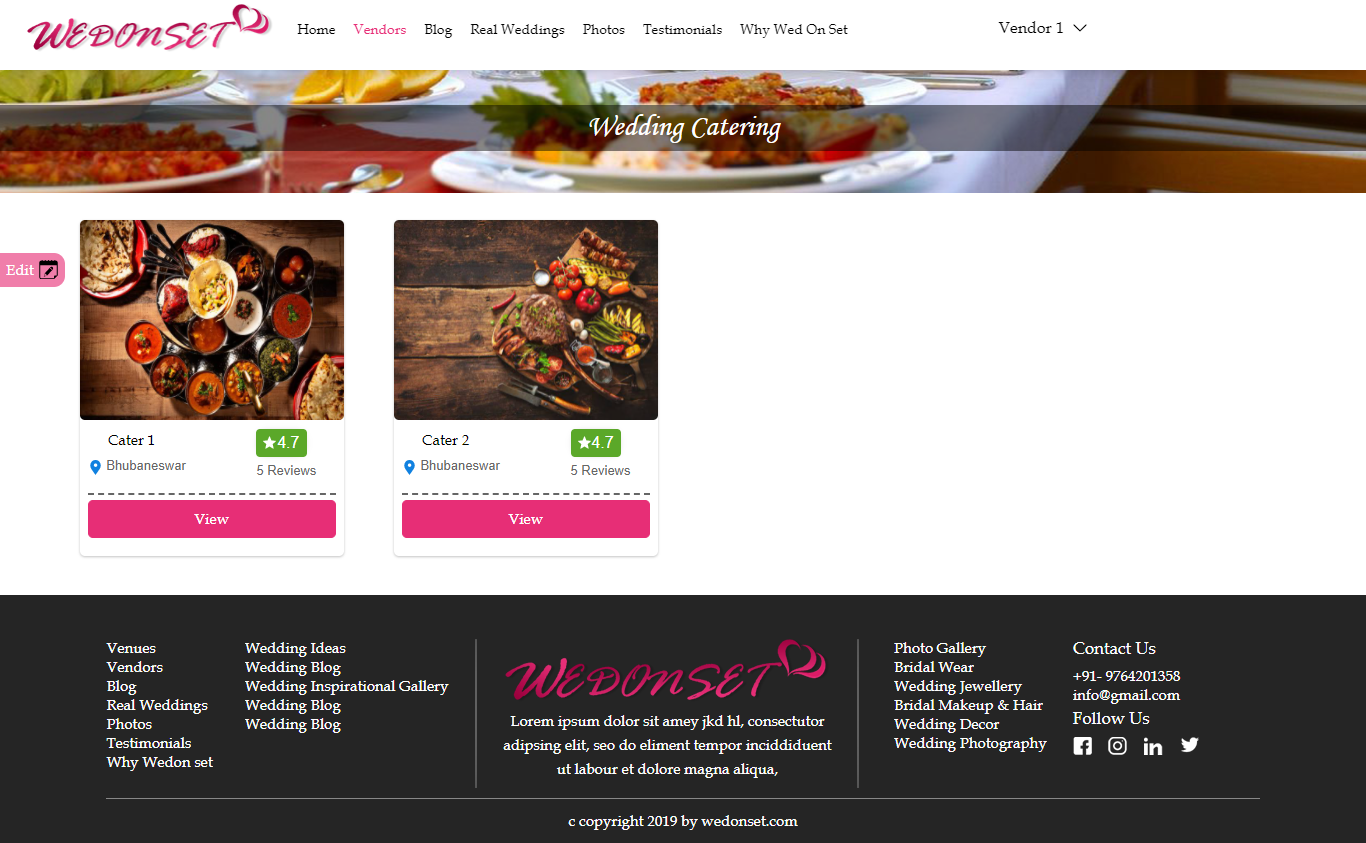 WEDONSET
Home Vendors Blog Real Weddings Photos Testimonials Why Wed On Set
Vendor 1
Wedding Catering
Edit
Cater 1
4.7
Bhubaneswar
5 Reviews
View
Cater 2
4.7
Bhubaneswar
5 Reviews
View
Venues
Vendors
Blog
Real Weddings
Photos
Testimonials
Why Wedon set
Wedding Ideas
Wedding Blog
Wedding Inspirational Gallery
Wedding Blog
Wedding Blog
WEDONSET
Lorem ipsum dolor sit amey jkd hl, consectutor
adipsing elit, seo do eliment tempor inciddiduent
ut labour et dolore magna aliqua,
Photo Gallery
Bridal Wear
Wedding Jewellery
Bridal Makeup & Hair
Wedding Decor
Wedding Photography
Contact Us
+91- 9764201358
info@gmail.com
Follow Us
c copyright 2019 by wedonset.com